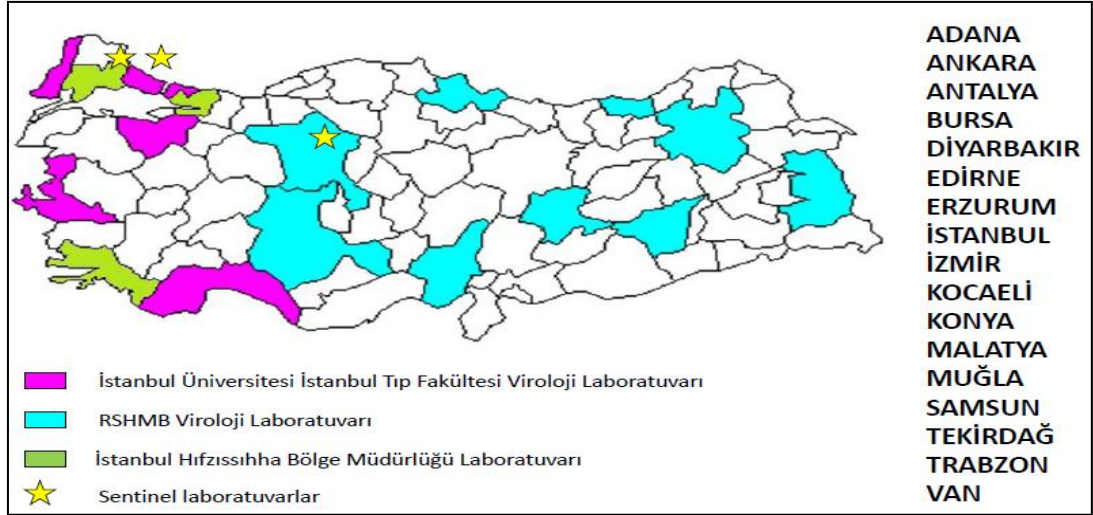 ADANA
ANKARA
ANTALYA
BURSA
DİYARBAKIR
EDİRNE
ERZURUM
İSTANBUL
İZMİR
KOCAELİ
KONYA
MALATYA
MUĞLA
SAMSUN
TEKİRDAĞ
TRABZON
VAN
İstanbul Üniversitesi İstanbul Tıp Fakültesi Viroloji Laboratuvarı
RSHMB Viroloji Laboratuvarı
İstanbul Hıfzıssıhha Bölge Müdürlüğü Laboratuvarı
Sentinel laboratuvarlar